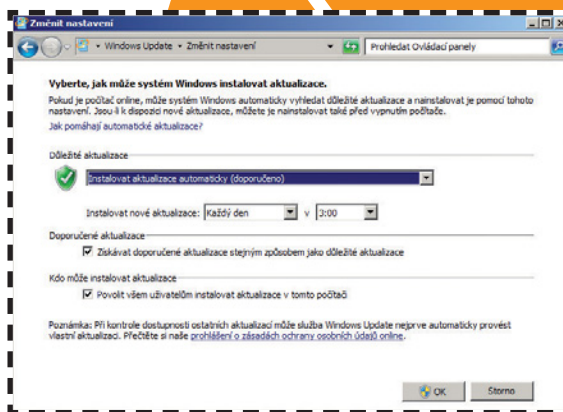 Změnit nastavení
Windows Update
Změnit nastavení
Prohledat Ovládací panely
Vyberte, jak může systém Windows instalovat aktualizace.
Pokud je počítač online, může systém Windows automaticky vyhledat důležité aktualizace a nainstalovat je pomocí tohoto
nastavení. Jsou-li k dispozici nové aktualizace, můžete je nainstalovat také před vypnutím počítače.
Jak pomáhají automatické aktualizace?
Důležité aktualizace
Instalovat aktualizace automaticky (doporučeno)
Instalovat nové aktualizace: Každý den v 3:00
Doporučené aktualizace
Získávat doporučené aktualizace stejným způsobem jako důležité aktualizace
Kdo může instalovat aktualizace
Povolit všem uživatelům instalovat aktualizace v tomto počítači
Poznámka: Při kontrole dostupnosti ostatních aktualizací může služba Windows Update nejprve automaticky provést
vlastní aktualizaci. Přečtěte si naše prohlášení o zásadách ochrany osobních údajů online.
OK Storno